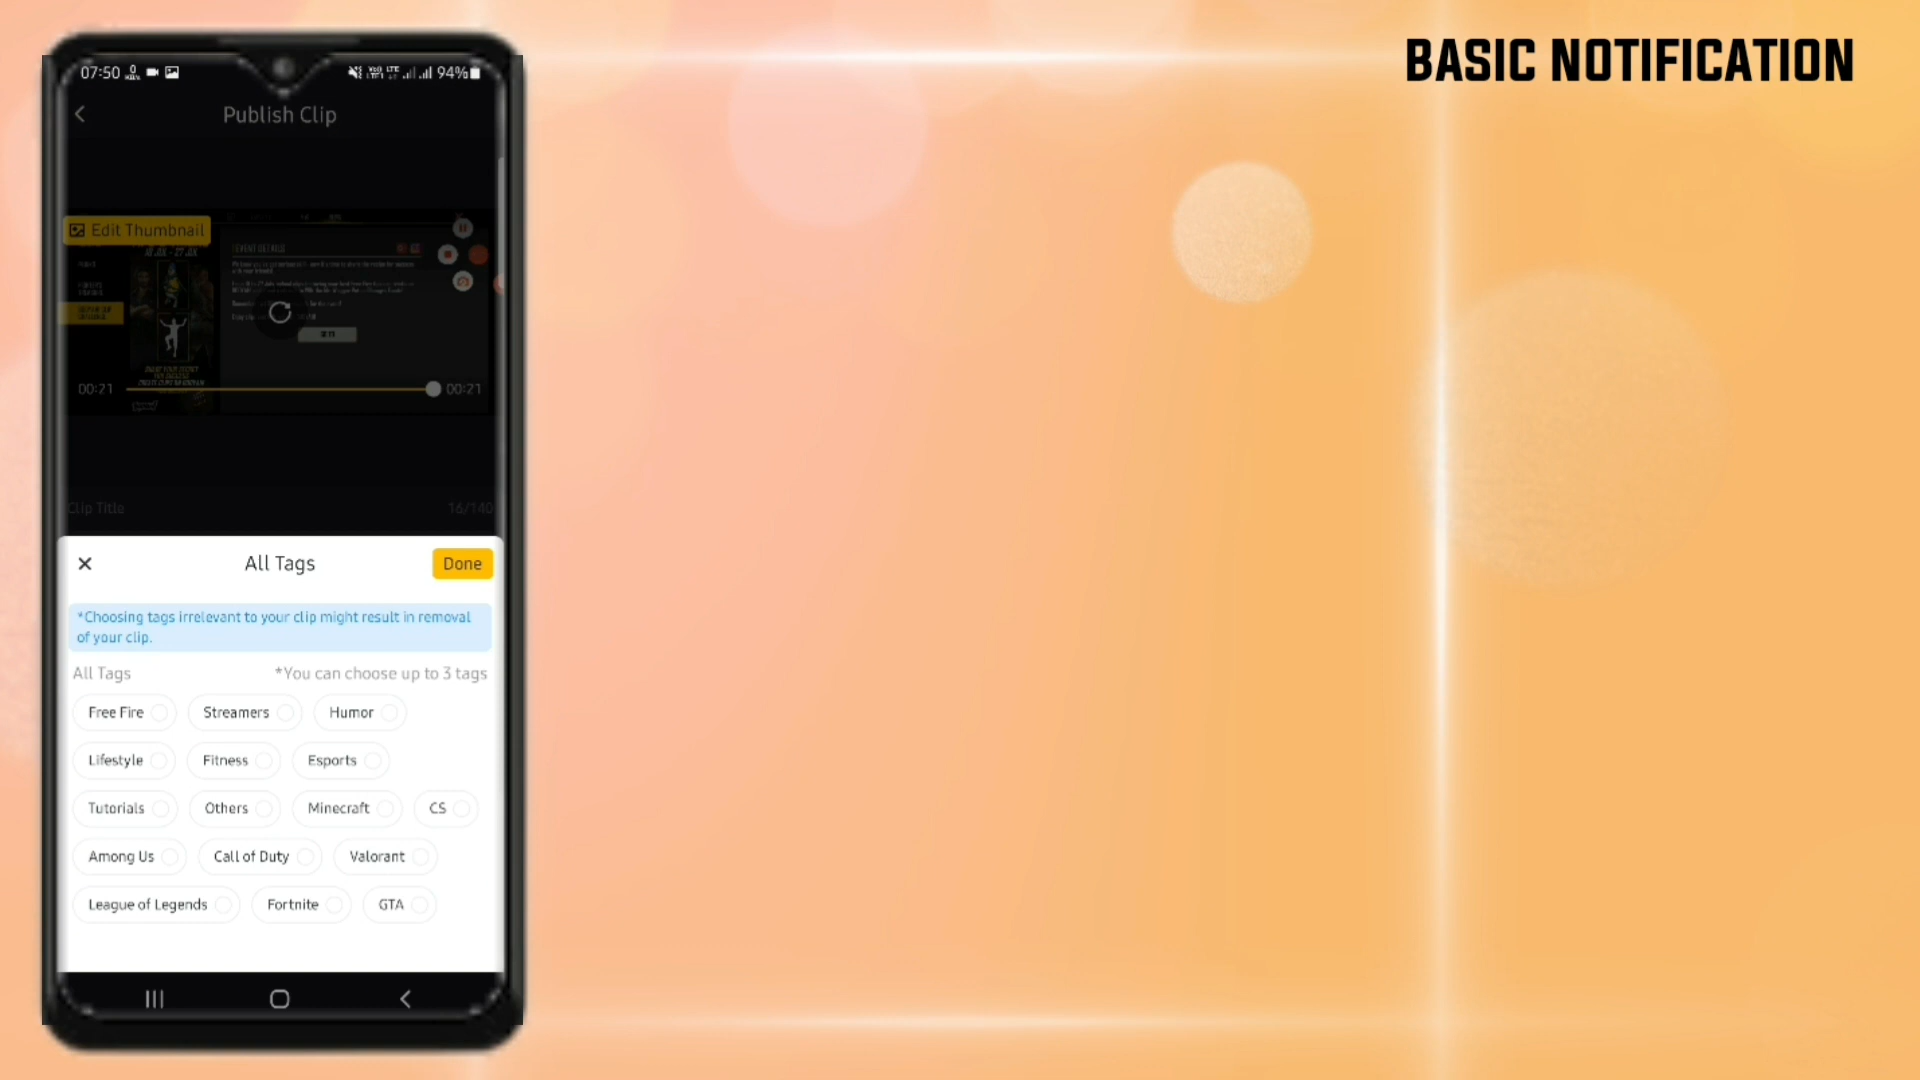 BASIC NOTIFICATION
07:50
94%
Publish Clip
Edit Thumbnail
EVENT DETAILS
00:21
00:21
Clip Title
16/140
All Tags
Done
*Choosing tags irrelevant to your clip might result in removal
of your clip.
All Tags
*You can choose up to 3 tags
Free Fire
Streamers
Humor
Lifestyle
Fitness
Esports
Tutorials
Others
Minecraft
CS
Among Us
Call of Duty
Valorant
League of Legends
Fortnite
GTA